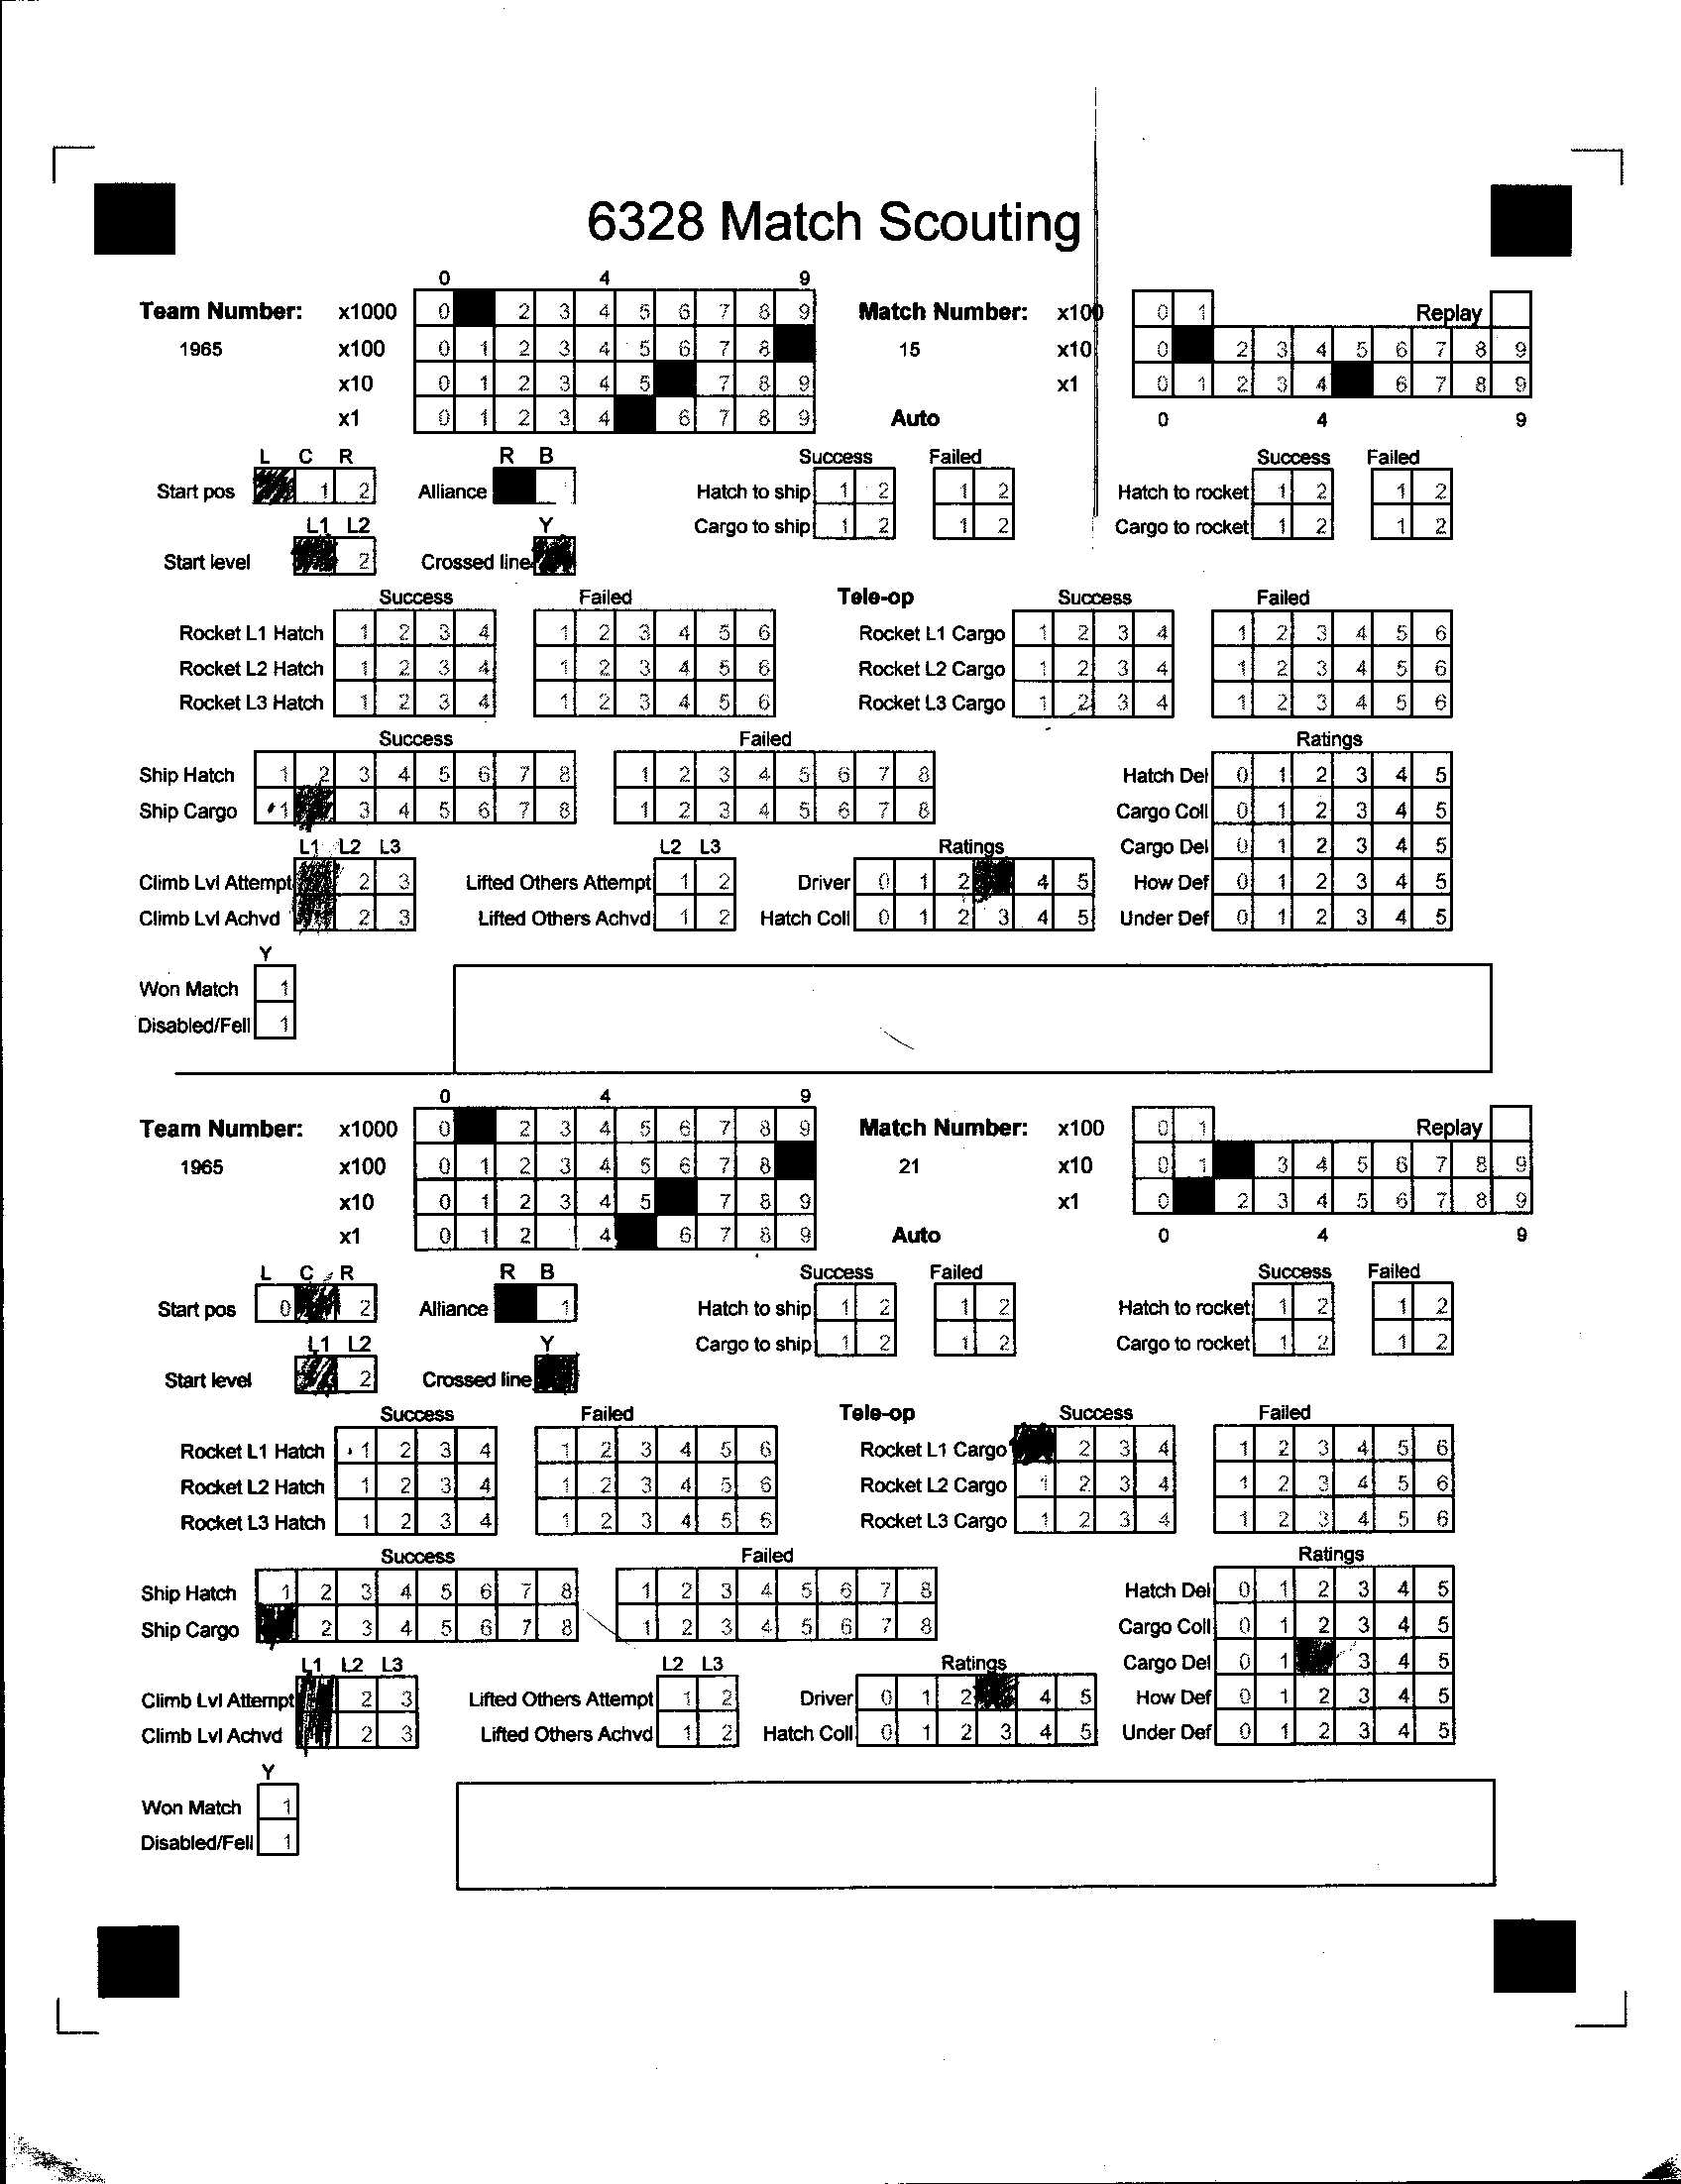 6328 Match Scouting
0 4 9
Team Number: x1000 0 2 3 4 5 6 7 8 9 Match Number: x100 0 1 Replay
1965 x100 0 1 2 3 4 5 6 7 8 15 x10 0 2 3 4 5 6 7 8 9
x10 0 1 2 3 4 5 7 8 9 x1 0 1 2 3 4 6 7 8 9
x1 0 1 2 3 4 6 7 8 9 Auto 0 4 9
L C R R B Success Failed Success Failed
Start pos 1 2 Alliance Hatch to ship 1 2 1 2 Hatch to rocket 1 2 1 2
L1 L2 Y Cargo to ship 1 2 1 2 Cargo to rocket 1 2 1 2
Start level 2 Crossed line
Success Failed Tele-op Success Failed
Rocket L1 Hatch 1 2 3 4 1 2 3 4 5 6 Rocket L1 Cargo 1 2 3 4 1 2 3 4 5 6
Rocket L2 Hatch 1 2 3 4 1 2 3 4 5 6 Rocket L2 Cargo 1 2 3 4 1 2 3 4 5 6
Rocket L3 Hatch 1 2 3 4 1 2 3 4 5 6 Rocket L3 Cargo 1 2 3 4 1 2 3 4 5 6
Success Failed Ratings
Ship Hatch 1 2 3 4 5 6 7 8 1 2 3 4 5 6 7 8 Hatch Del 0 1 2 3 4 5
Ship Cargo 1 3 4 5 6 7 8 1 2 3 4 5 6 7 8 Cargo Coll 0 1 2 3 4 5
L1 L2 L3 L2 L3 Ratings Cargo Del 0 1 2 3 4 5
Climb Lvl Attempt 2 3 Lifted Others Attempt 1 2 Driver 0 1 2 4 5 How Def 0 1 2 3 4 5
Climb Lvl Achvd 2 3 Lifted Others Achvd 1 2 Hatch Coll 0 1 2 3 4 5 Under Def 0 1 2 3 4 5
Y
Won Match 1
Disabled/Fell 1
0 4 9
Team Number: x1000 0 2 3 4 5 6 7 8 9 Match Number: x100 0 1 Replay
1965 x100 0 1 2 3 4 5 6 7 8 21 x10 0 1 3 4 5 6 7 8 9
x10 0 1 2 3 4 5 7 8 9 x1 0 2 3 4 5 6 7 8 9
x1 0 1 2 4 6 7 8 9 Auto 0 4 9
L C R R B Success Failed Success Failed
Start pos 0 2 Alliance 1 Hatch to ship 1 2 1 2 Hatch to rocket 1 2 1 2
L1 L2 Y Cargo to ship 1 2 1 2 Cargo to rocket 1 2 1 2
Start level 2 Crossed line
Success Failed Tele-op Success Failed
Rocket L1 Hatch 1 2 3 4 1 2 3 4 5 6 Rocket L1 Cargo 2 3 4 1 2 3 4 5 6
Rocket L2 Hatch 1 2 3 4 1 2 3 4 5 6 Rocket L2 Cargo 1 2 3 4 1 2 3 4 5 6
Rocket L3 Hatch 1 2 3 4 1 2 3 4 5 6 Rocket L3 Cargo 1 2 3 4 1 2 3 4 5 6
Success Failed Ratings
Ship Hatch 1 2 3 4 5 6 7 8 1 2 3 4 5 6 7 8 Hatch Del 0 1 2 3 4 5
Ship Cargo 2 3 4 5 6 7 8 1 2 3 4 5 6 7 8 Cargo Coll 0 1 2 3 4 5
L1 L2 L3 L2 L3 Ratings Cargo Del 0 1 3 4 5
Climb Lvl Attempt 2 3 Lifted Others Attempt 1 2 Driver 0 1 2 4 5 How Def 0 1 2 3 4 5
Climb Lvl Achvd 2 3 Lifted Others Achvd 1 2 Hatch Coll 0 1 2 3 4 5 Under Def 0 1 2 3 4 5
Y
Won Match 1
Disabled/Fell 1